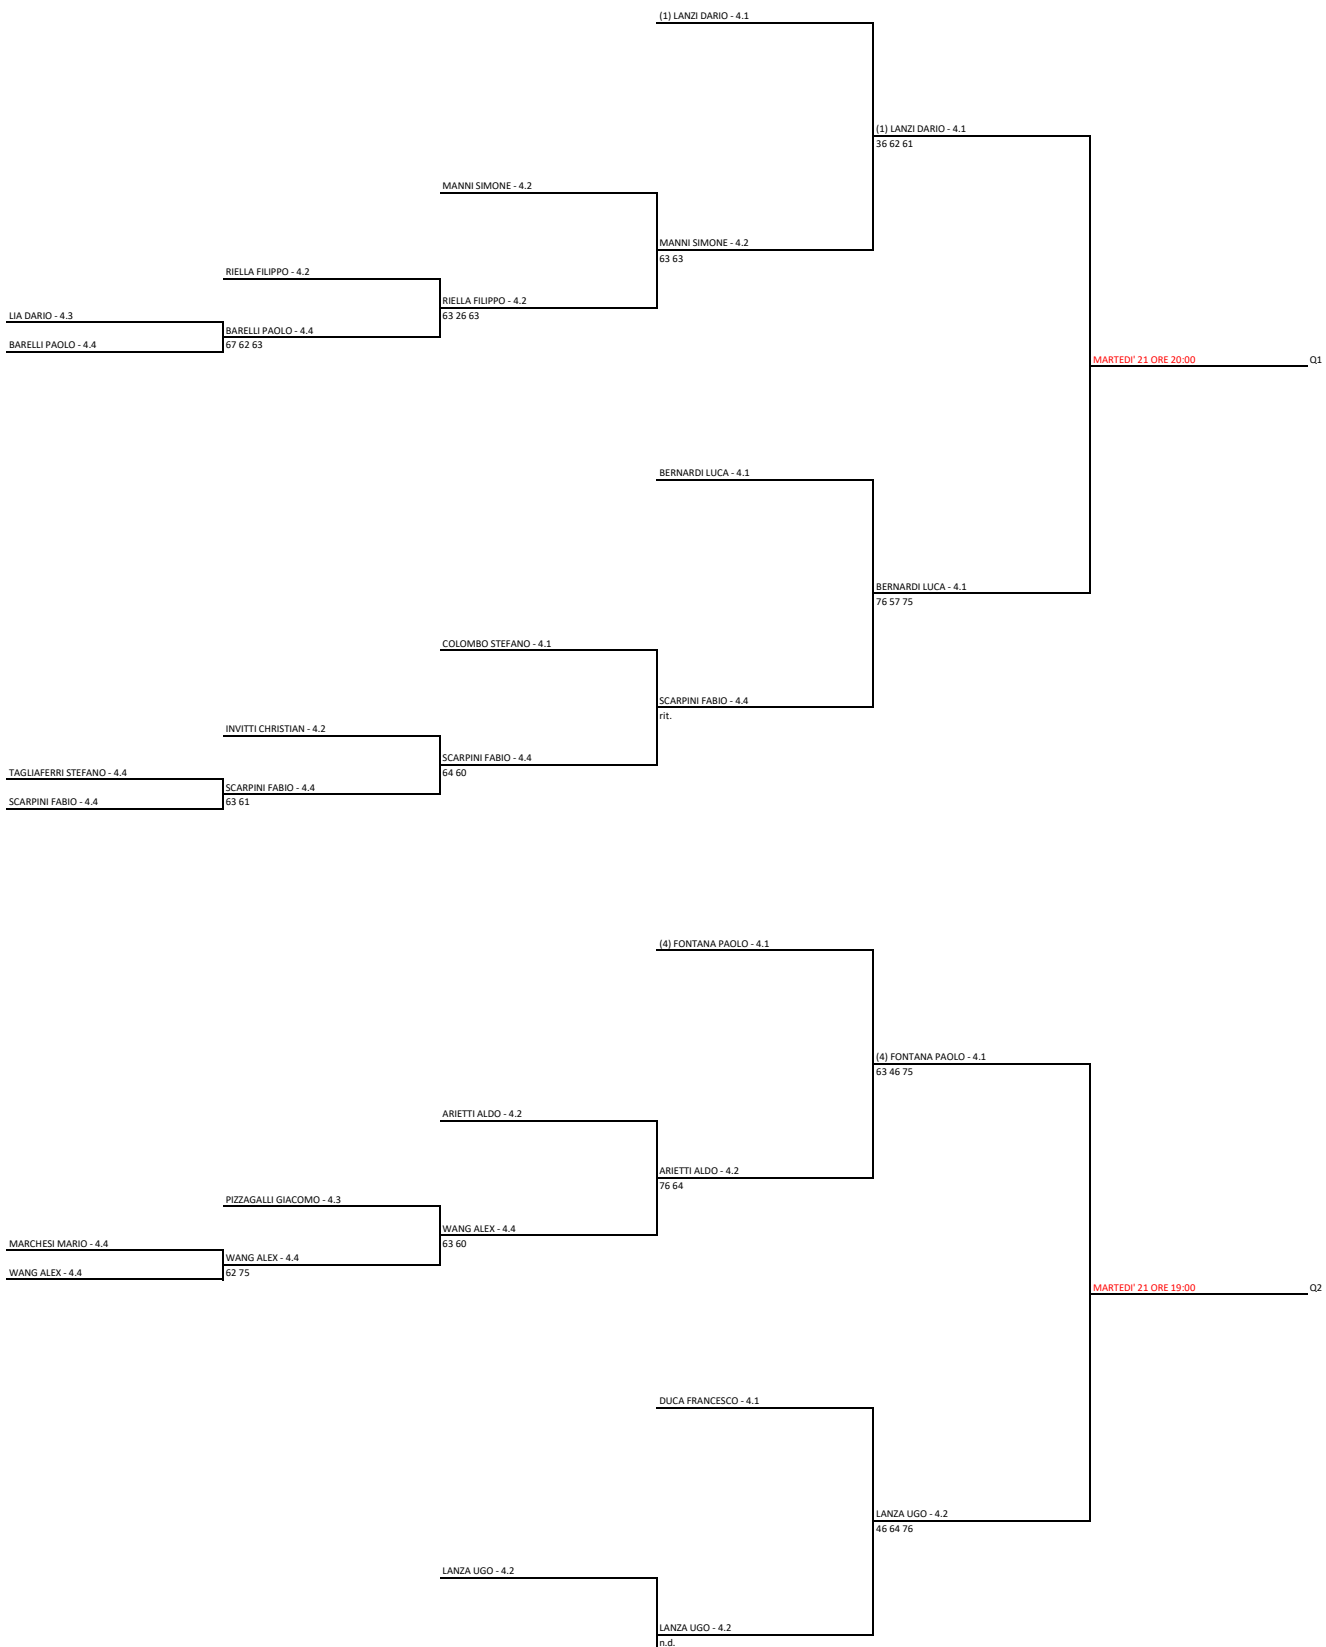 (1) LANZI DARIO - 4.1
(1) LANZI DARIO - 4.1
36 62 61
MANNI SIMONE - 4.2
MANNI SIMONE - 4.2
63 63
RIELLA FILIPPO - 4.2
RIELLA FILIPPO - 4.2
63 26 63
LIA DARIO - 4.3
BARELLI PAOLO - 4.4
67 62 63
BARELLI PAOLO - 4.4
MARTEDI' 21 ORE 20:00
Q1
BERNARDI LUCA - 4.1
BERNARDI LUCA - 4.1
76 57 75
COLOMBO STEFANO - 4.1
SCARPINI FABIO - 4.4
rit.
INVITTI CHRISTIAN - 4.2
SCARPINI FABIO - 4.4
64 60
TAGLIAFERRI STEFANO - 4.4
SCARPINI FABIO - 4.4
63 61
SCARPINI FABIO - 4.4
(4) FONTANA PAOLO - 4.1
(4) FONTANA PAOLO - 4.1
63 46 75
ARIETTI ALDO - 4.2
ARIETTI ALDO - 4.2
76 64
PIZZAGALLI GIACOMO - 4.3
WANG ALEX - 4.4
63 60
MARCHESI MARIO - 4.4
WANG ALEX - 4.4
62 75
WANG ALEX - 4.4
MARTEDI' 21 ORE 19:00
Q2
DUCA FRANCESCO - 4.1
LANZA UGO - 4.2
46 64 76
LANZA UGO - 4.2
LANZA UGO - 4.2
n.d.